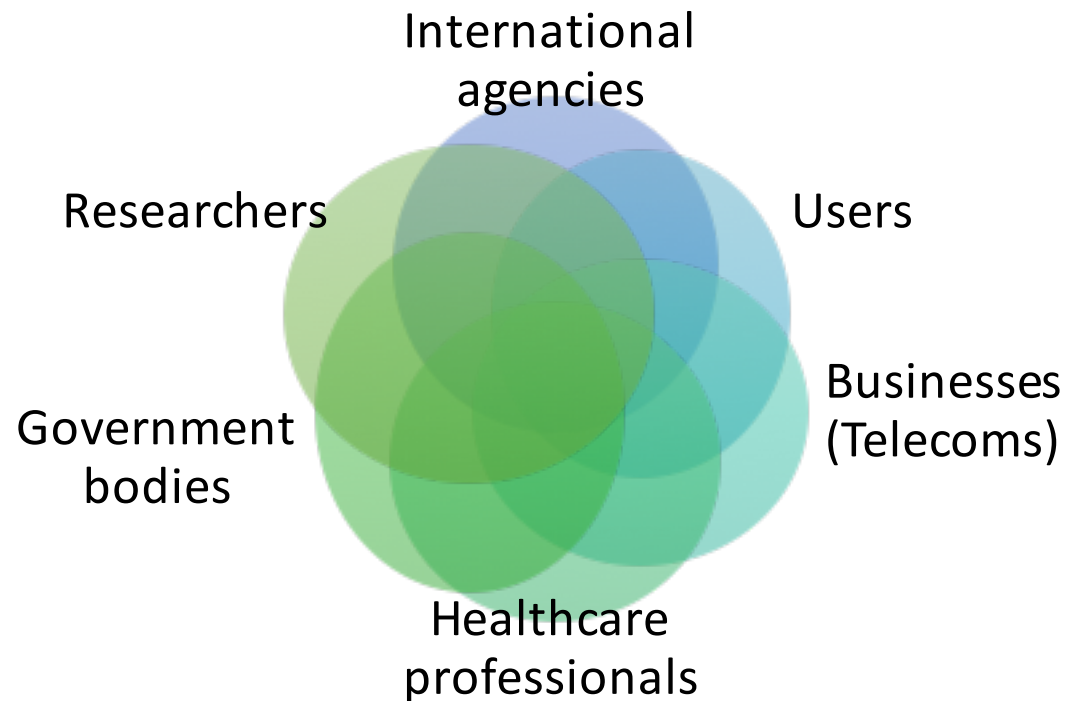 International
agencies
Users
Businesses
(Telecoms)
Healthcare
professionals
Government
bodies
Researchers